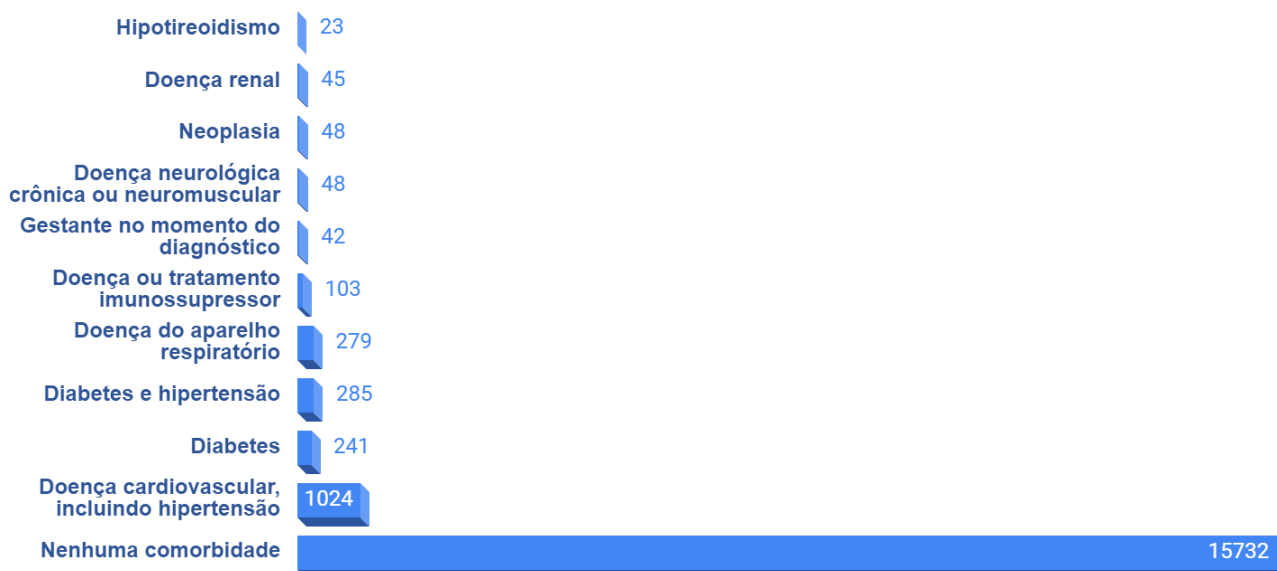 Hipotireoidismo 23
Doença renal 45
Neoplasia 48
Doença neurológica
crônica ou neuromuscular 48
Gestante no momento do
diagnóstico 42
Doença ou tratamento
imunossupressor 103
Doença do aparelho
respiratório 279
Diabetes e hipertensão 285
Diabetes 241
Doença cardiovascular,
incluindo hipertensão 1024
Nenhuma comorbidade 15732